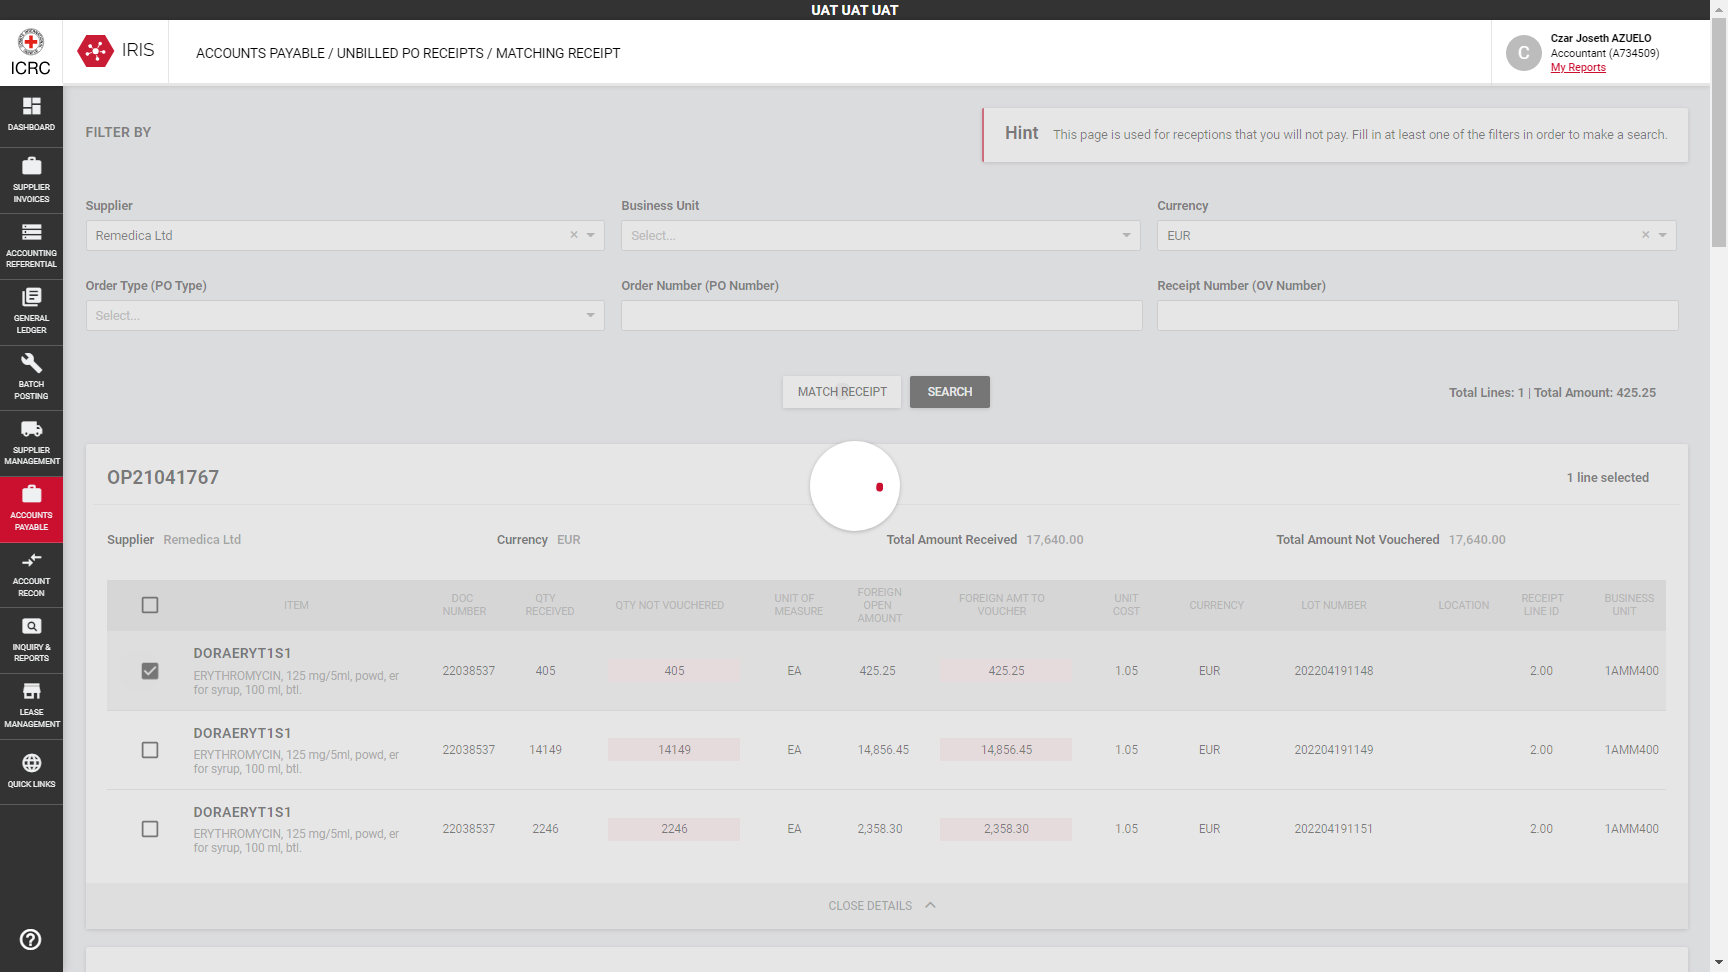 UAT UAT UAT
ICRC
IRIS
ACCOUNTS PAYABLE / UNBILLED PO RECEIPTS / MATCHING RECEIPT
C
Czar Joseth AZUELO
Accountant (A734509)
My Reports
DASHBOARD
SUPPLIER
INVOICES
ACCOUNTING
REFERENTIAL
GENERAL
LEDGER
BATCH
POSTING
SUPPLIER
MANAGEMENT
ACCOUNTS
PAYABLE
ACCOUNT
RECON
INQUIRY &
REPORTS
LEASE
MANAGEMENT
QUICK LINKS
FILTER BY
Hint This page is used for receptions that you will not pay. Fill in at least one of the filters in order to make a search.
Supplier
Business Unit
Currency
Remedica Ltd
Select...
EUR
Order Type (PO Type)
Order Number (PO Number)
Receipt Number (OV Number)
Select...
MATCH RECEIPT
SEARCH
Total Lines: 1 | Total Amount: 425.25
OP21041767
1 line selected
Supplier Remedica Ltd
Currency EUR
Total Amount Received 17,640.00
Total Amount Not Vouchered 17,640.00
ITEM
DOC NUMBER
QTY RECEIVED
QTY NOT VOUCHERED
UNIT OF MEASURE
FOREIGN OPEN AMOUNT
FOREIGN AMT TO VOUCHER
UNIT COST
CURRENCY
LOT NUMBER
LOCATION
RECEIPT LINE ID
BUSINESS UNIT
DORAERYT1S1
ERYTHROMYCIN, 125 mg/5ml, powd, er
for syrup, 100 ml, btl.
22038537 405 405 EA 425.25 425.25 1.05 EUR 202204191148 2.00 1AMM400
DORAERYT1S1
ERYTHROMYCIN, 125 mg/5ml, powd, er
for syrup, 100 ml, btl.
22038537 14149 14149 EA 14,856.45 14,856.45 1.05 EUR 202204191149 2.00 1AMM400
DORAERYT1S1
ERYTHROMYCIN, 125 mg/5ml, powd, er
for syrup, 100 ml, btl.
22038537 2246 2246 EA 2,358.30 2,358.30 1.05 EUR 202204191151 2.00 1AMM400
CLOSE DETAILS